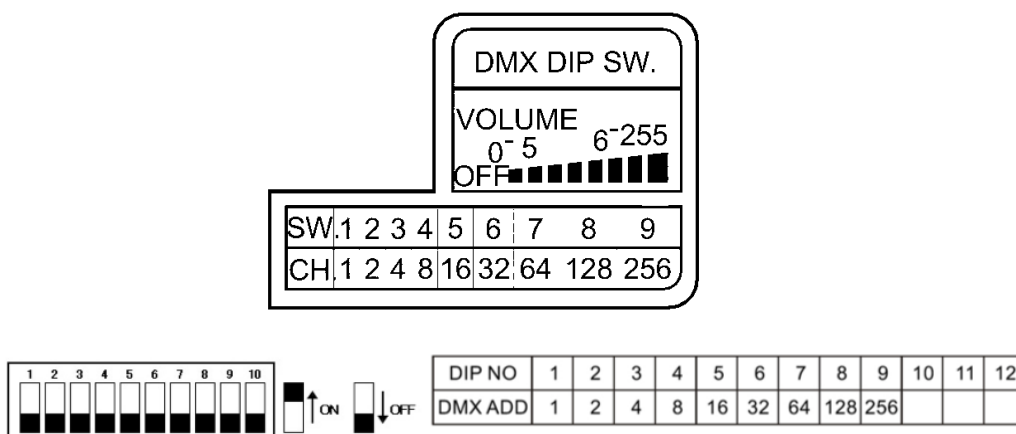 DMX DIP SW.
VOLUME
0-5 6-255
OFF
SW. 1 2 3 4 5 6 7 8 9
CH. 1 2 4 8 16 32 64 128 256
1 2 3 4 5 6 7 8 9 10
ON OFF
DIP NO 1 2 3 4 5 6 7 8 9 10 11 12
DMX ADD 1 2 4 8 16 32 64 128 256